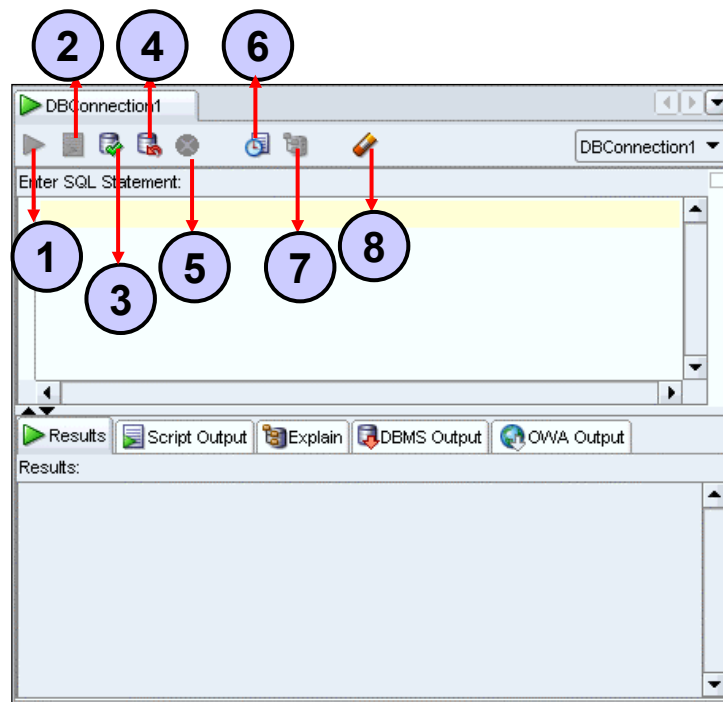 2 4 6
DBConnection1
DBConnection1
Enter SQL Statement:
1 3 5 7 8
Results Script Output Explain DBMS Output OWA Output
Results: